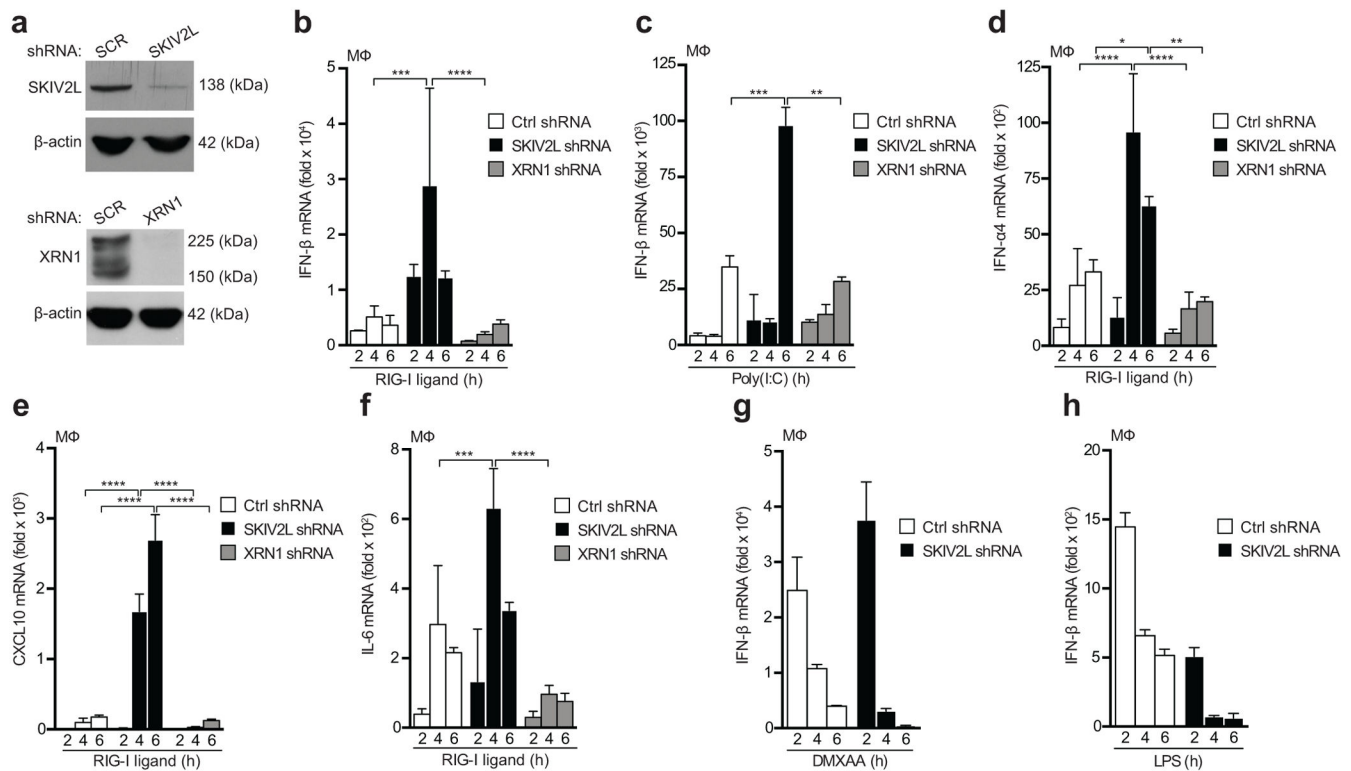 a
shRNA: SCR SKIV2L
SKIV2L 138 (kDa)
β-actin 42 (kDa)
shRNA: SCR XRN1
XRN1 225 (kDa)
150 (kDa)
β-actin 42 (kDa)
b
MΦ
*** ****
IFN-β mRNA (fold x 10⁴)
5
4
3
2
1
0
Ctrl shRNA
SKIV2L shRNA
XRN1 shRNA
2 4 6 2 4 6 2 4 6
RIG-I ligand (h)
c
MΦ
*** **
IFN-β mRNA (fold x 10³)
125
100
75
50
25
0
Ctrl shRNA
SKIV2L shRNA
XRN1 shRNA
2 4 6 2 4 6 2 4 6
Poly(I:C) (h)
d
MΦ
* **
**** ****
IFN-α4 mRNA (fold x 10²)
125
100
75
50
25
0
Ctrl shRNA
SKIV2L shRNA
XRN1 shRNA
2 4 6 2 4 6 2 4 6
RIG-I ligand (h)
e
MΦ
**** ****
**** ****
CXCL10 mRNA (fold x 10³)
4
3
2
1
0
Ctrl shRNA
SKIV2L shRNA
XRN1 shRNA
2 4 6 2 4 6 2 4 6
RIG-I ligand (h)
f
MΦ
*** ****
IL-6 mRNA (fold x 10²)
8
6
4
2
0
Ctrl shRNA
SKIV2L shRNA
XRN1 shRNA
2 4 6 2 4 6 2 4 6
RIG-I ligand (h)
g
MΦ
IFN-β mRNA (fold x 10⁴)
5
4
3
2
1
0
Ctrl shRNA
SKIV2L shRNA
2 4 6 2 4 6
DMXAA (h)
h
MΦ
IFN-β mRNA (fold x 10²)
20
15
10
5
0
Ctrl shRNA
SKIV2L shRNA
2 4 6 2 4 6
LPS (h)